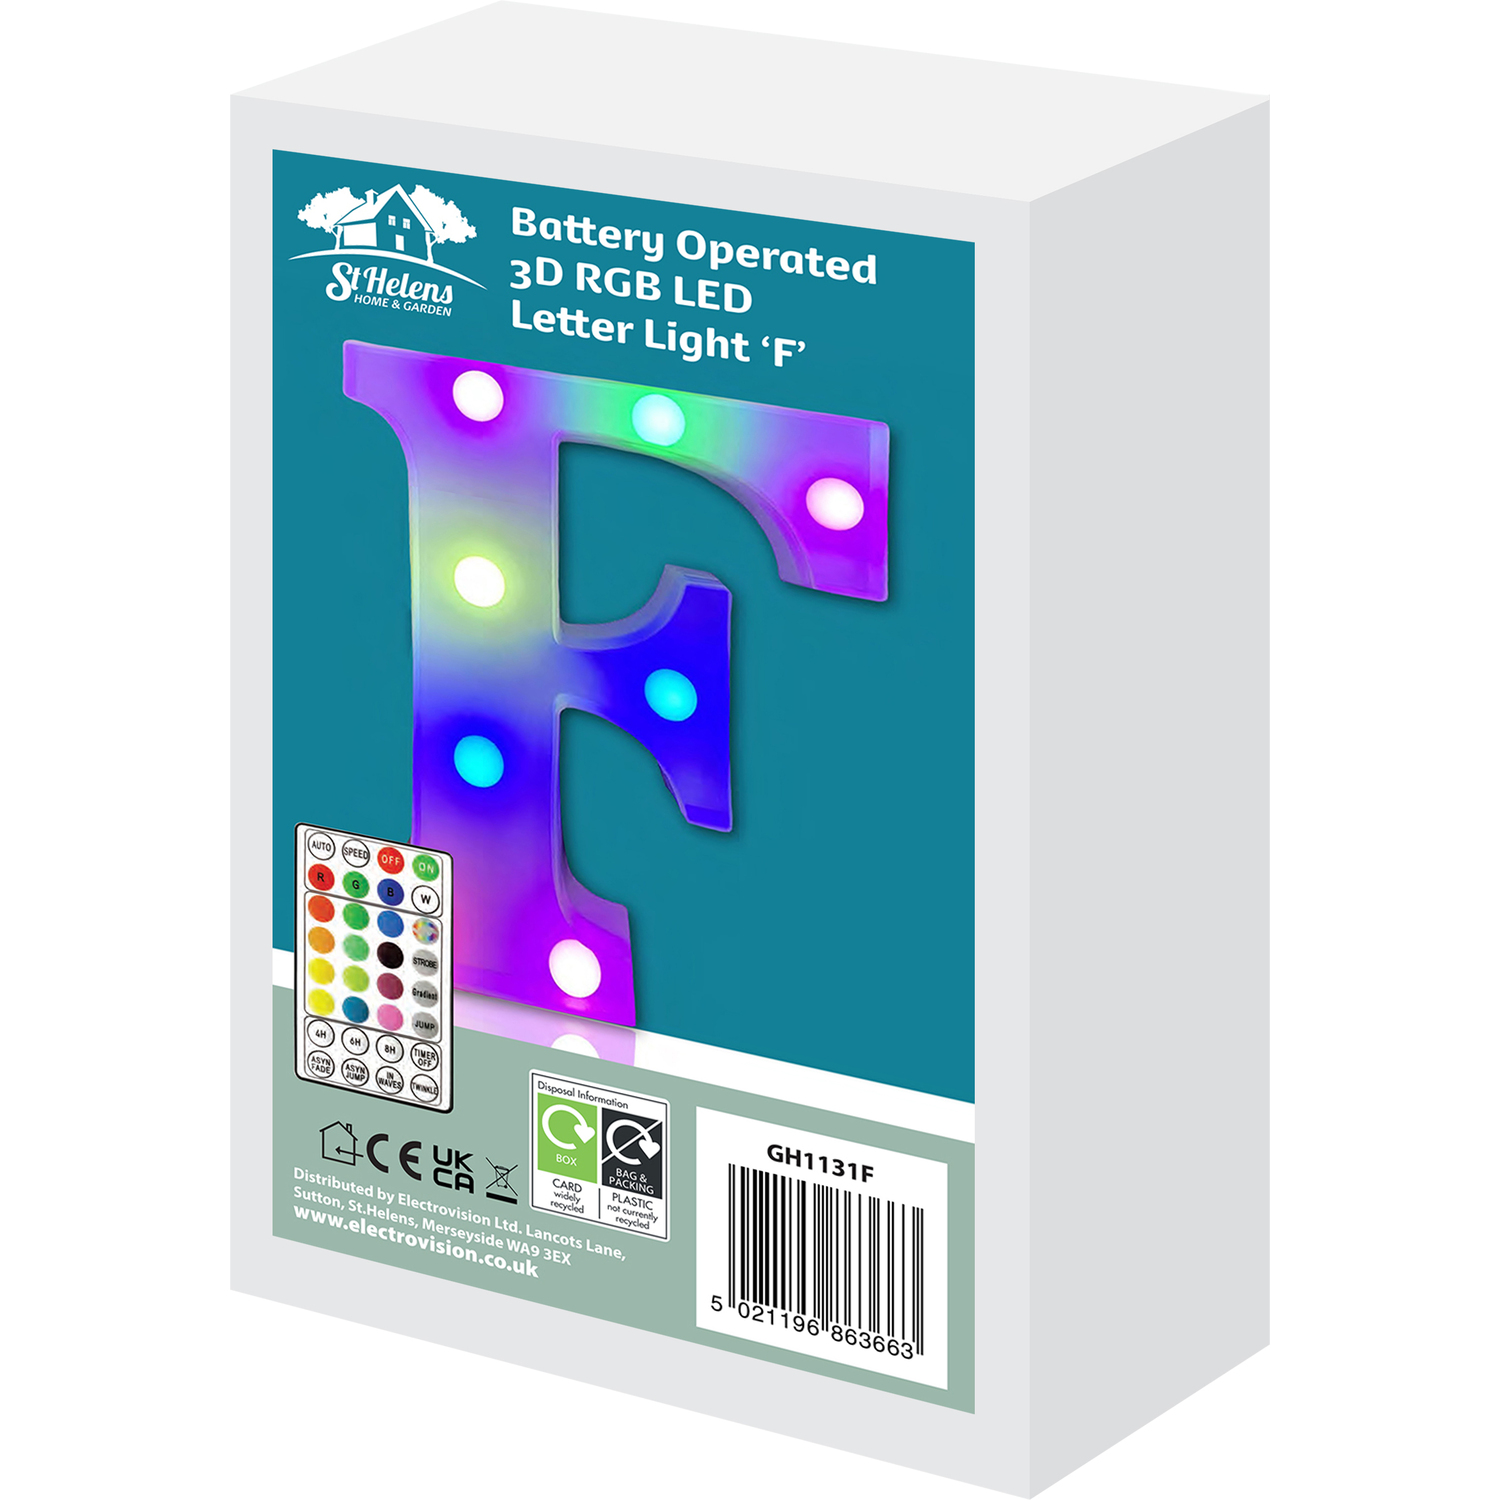 St Helens
HOME & GARDEN
Battery Operated
3D RGB LED
Letter Light ‘F’
AUTO SPEED OFF ON
R G B W
STROBE
Gradient
JUMP
4H 6H 8H TIMER OFF
ASYN FADE ASYN JUMP IN WAVES TWINKLE
CE UK CA
Distributed by Electrovision Ltd. Lancots Lane,
Sutton, St.Helens, Merseyside WA9 3EX
www.electrovision.co.uk
Disposal Information
BOX
CARD
widely
recycled
BAG &
PACKING
PLASTIC
not currently
recycled
GH1131F
5 021196 863663